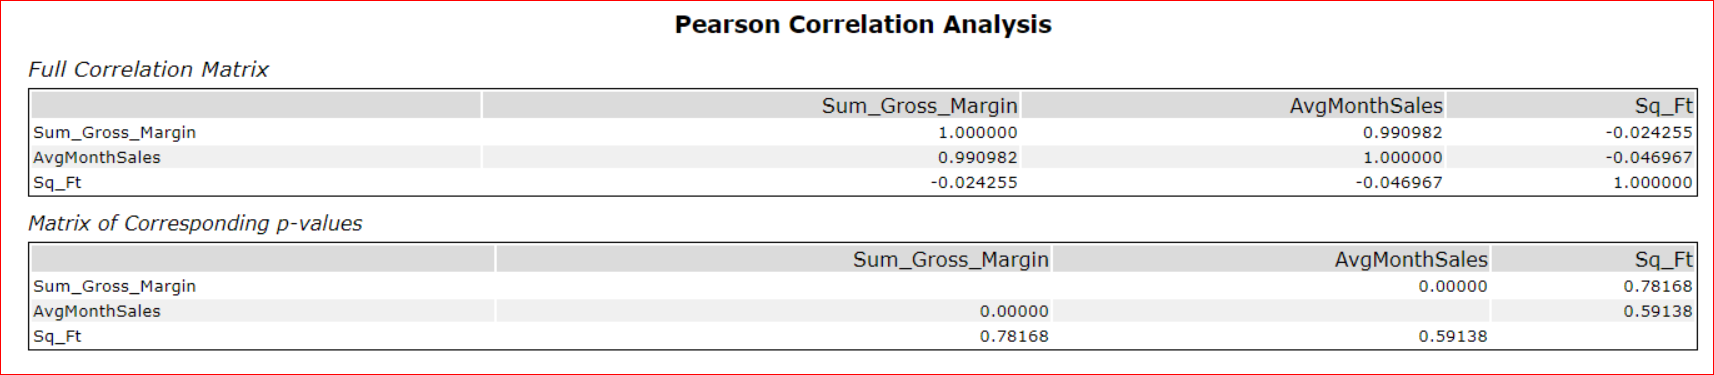 Pearson Correlation Analysis
Full Correlation Matrix
Sum_Gross_Margin AvgMonthSales Sq_Ft
Sum_Gross_Margin 1.000000 0.990982 -0.024255
AvgMonthSales 0.990982 1.000000 -0.046967
Sq_Ft -0.024255 -0.046967 1.000000
Matrix of Corresponding p-values
Sum_Gross_Margin AvgMonthSales Sq_Ft
Sum_Gross_Margin 0.00000 0.78168
AvgMonthSales 0.00000 0.59138
Sq_Ft 0.78168 0.59138